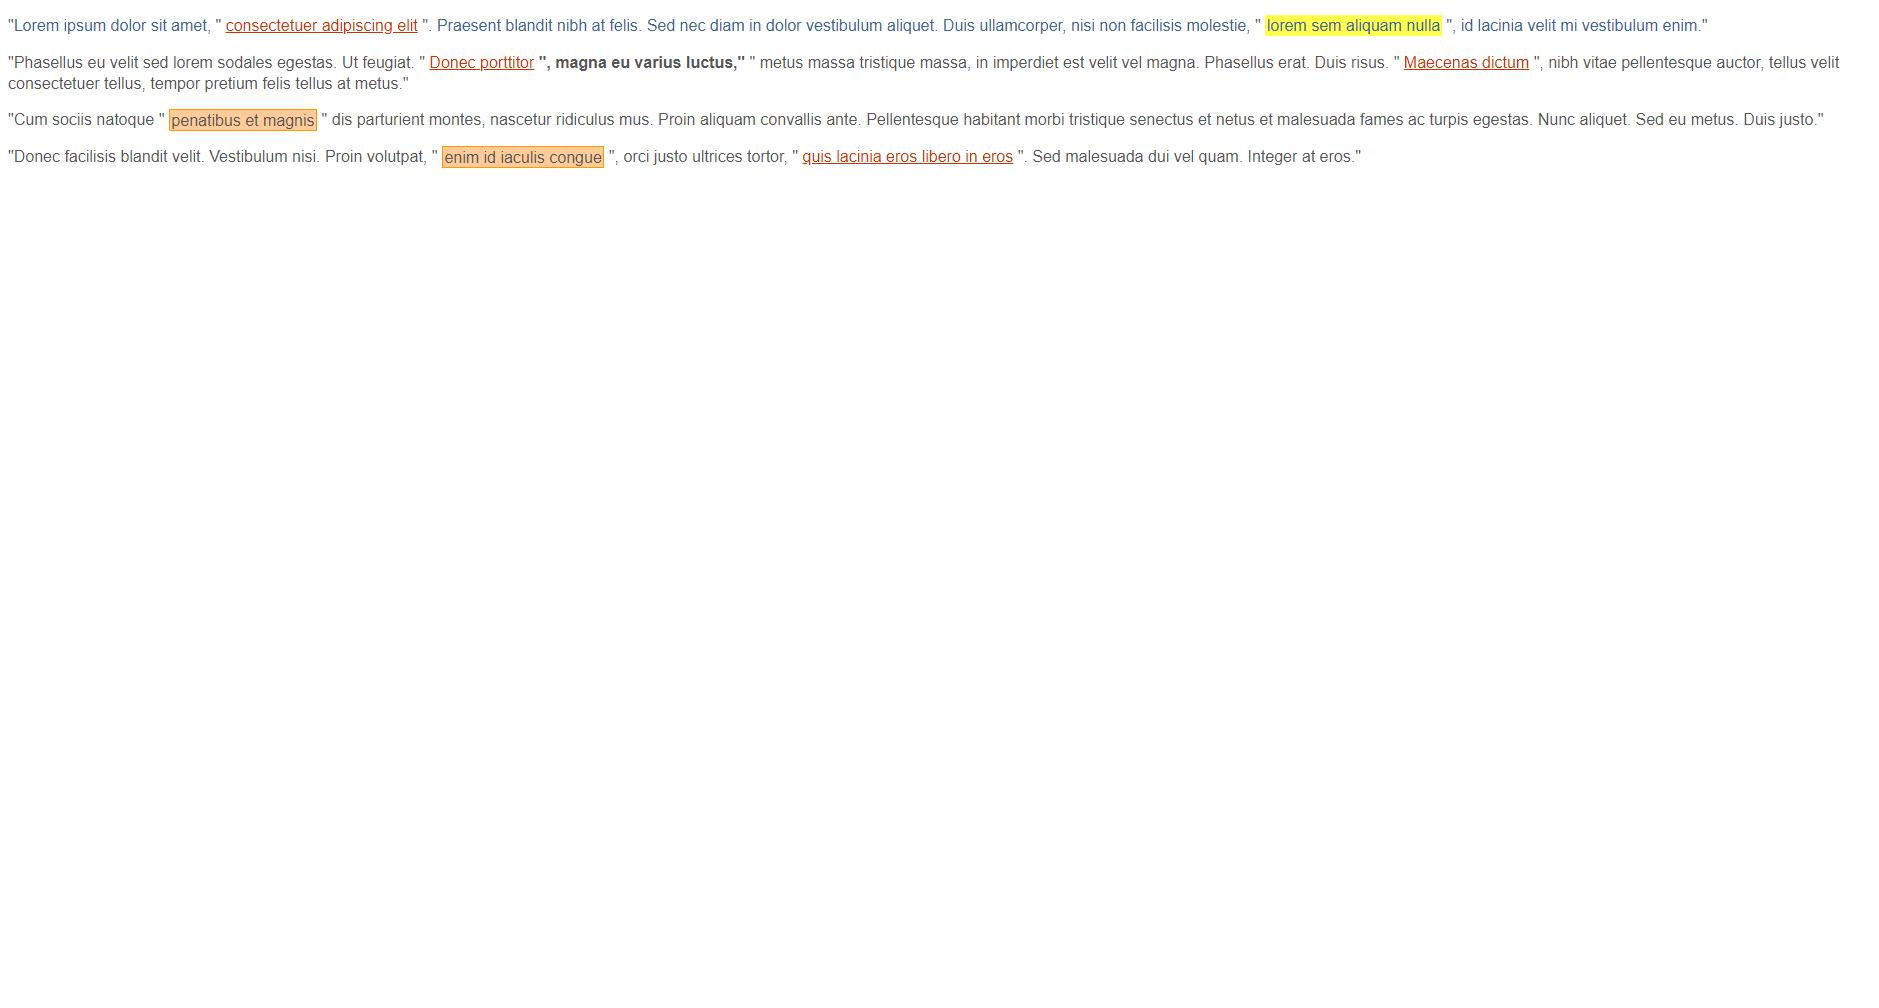 "Lorem ipsum dolor sit amet, " consectetuer adipiscing elit ". Praesent blandit nibh at felis. Sed nec diam in dolor vestibulum aliquet. Duis ullamcorper, nisi non facilisis molestie, " lorem sem aliquam nulla ", id lacinia velit mi vestibulum enim."
"Phasellus eu velit sed lorem sodales egestas. Ut feugiat. " Donec porttitor ", magna eu varius luctus," " metus massa tristique massa, in imperdiet est velit vel magna. Phasellus erat. Duis risus. " Maecenas dictum ", nibh vitae pellentesque auctor, tellus velit
consectetuer tellus, tempor pretium felis tellus at metus."
"Cum sociis natoque " penatibus et magnis " dis parturient montes, nascetur ridiculus mus. Proin aliquam convallis ante. Pellentesque habitant morbi tristique senectus et netus et malesuada fames ac turpis egestas. Nunc aliquet. Sed eu metus. Duis justo."
"Donec facilisis blandit velit. Vestibulum nisi. Proin volutpat, " enim id iaculis congue ", orci justo ultrices tortor, " quis lacinia eros libero in eros ". Sed malesuada dui vel quam. Integer at eros."